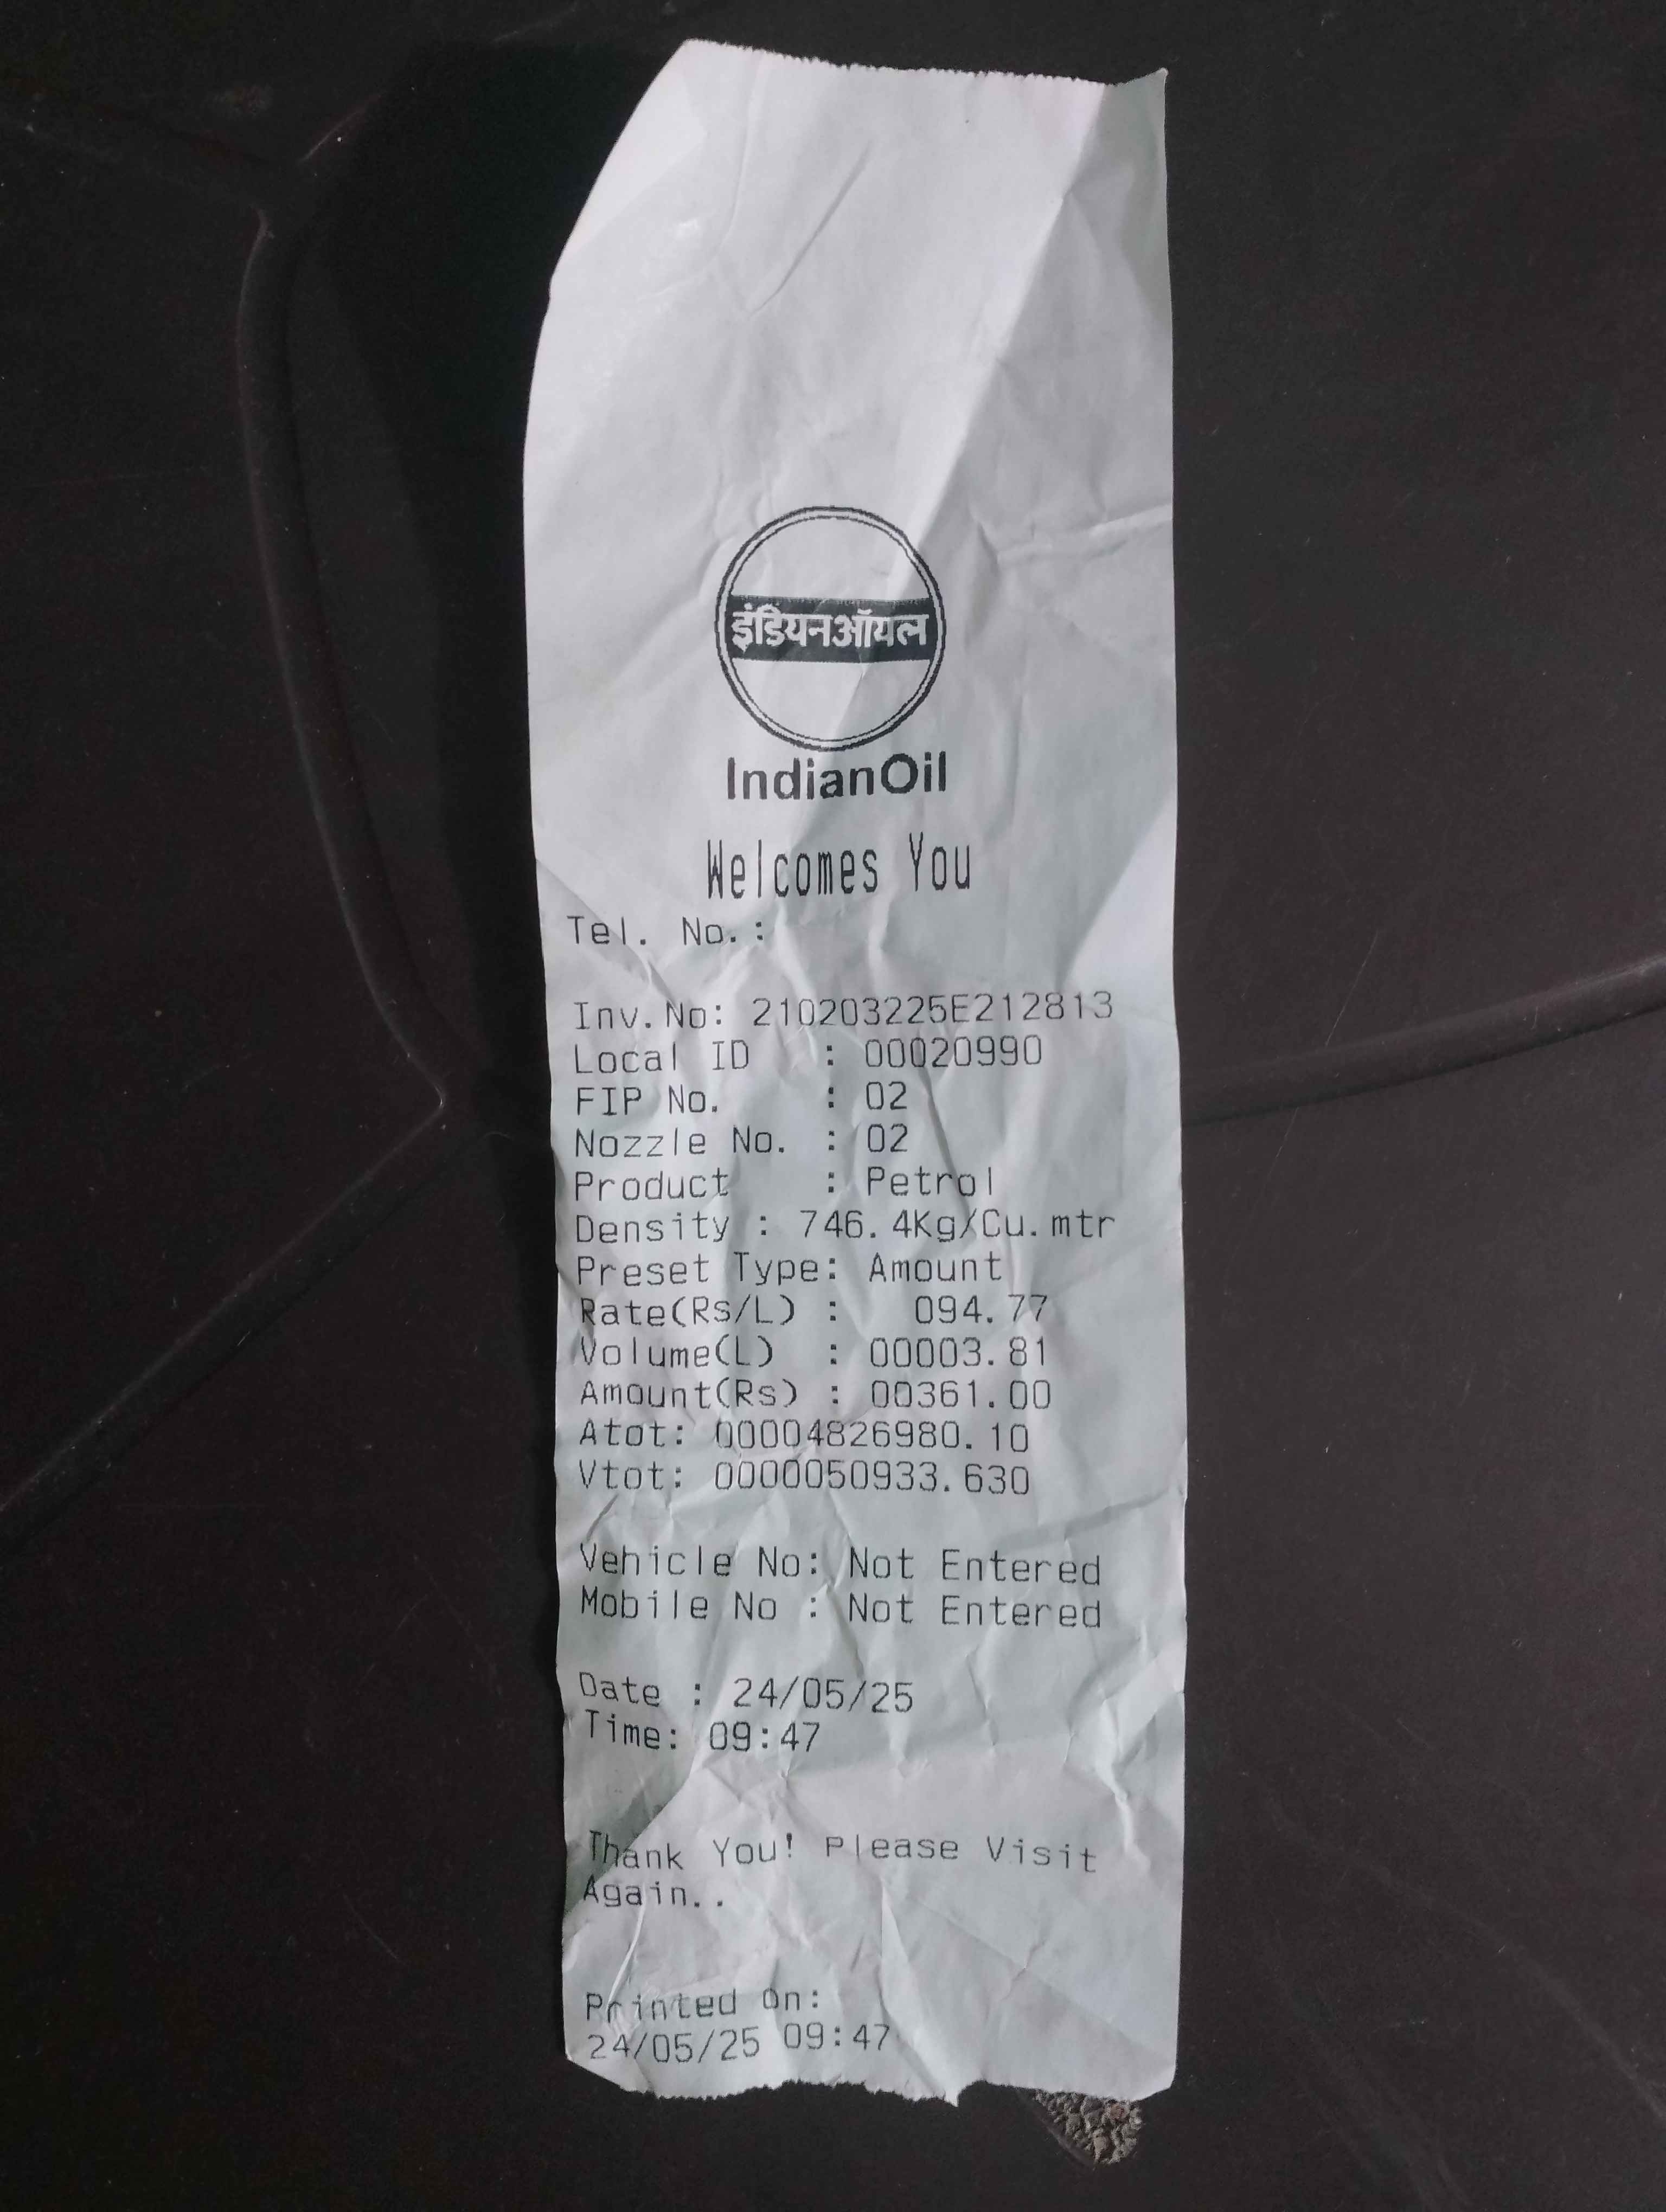 इंडियनऑयल
IndianOil
Welcomes You
Tel. No.:
Inv.No: 210203225E212813
Local ID : 00020990
FIP No. : 02
Nozzle No. : 02
Product : Petrol
Density : 746.4Kg/Cu.mtr
Preset Type: Amount
Rate(Rs/L) : 094.77
Volume(L) : 00003.81
Amount(Rs) : 00361.00
Atot: 00004826980.10
Vtot: 0000050933.630
Vehicle No: Not Entered
Mobile No : Not Entered
Date : 24/05/25
Time: 09:47
Thank You! Please Visit
Again..
Printed On:
24/05/25 09:47